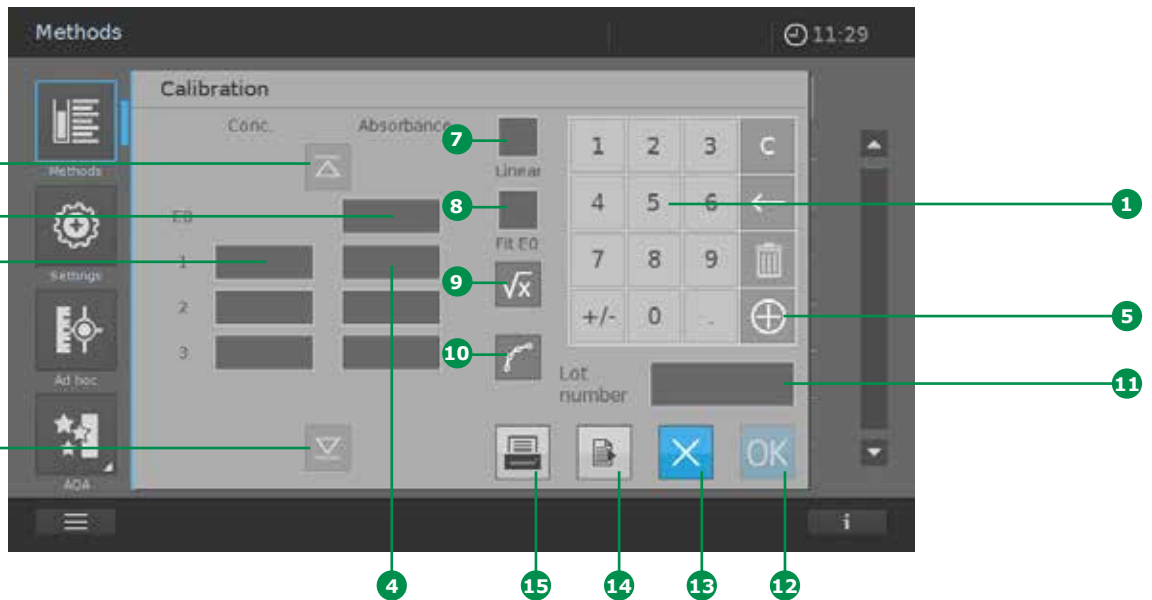 Methods
11:29
Calibration
Conc. Absorbance
7
1 2 3 C
Methods
Linear
8
4 5 6 ←
1
E0
Fit E0
1
7 8 9
Settings
9
√x
2
+/- 0 .
5
3
10
Ad hoc
Lot
number
11
OK
AQA
i
4
15
14
13
12